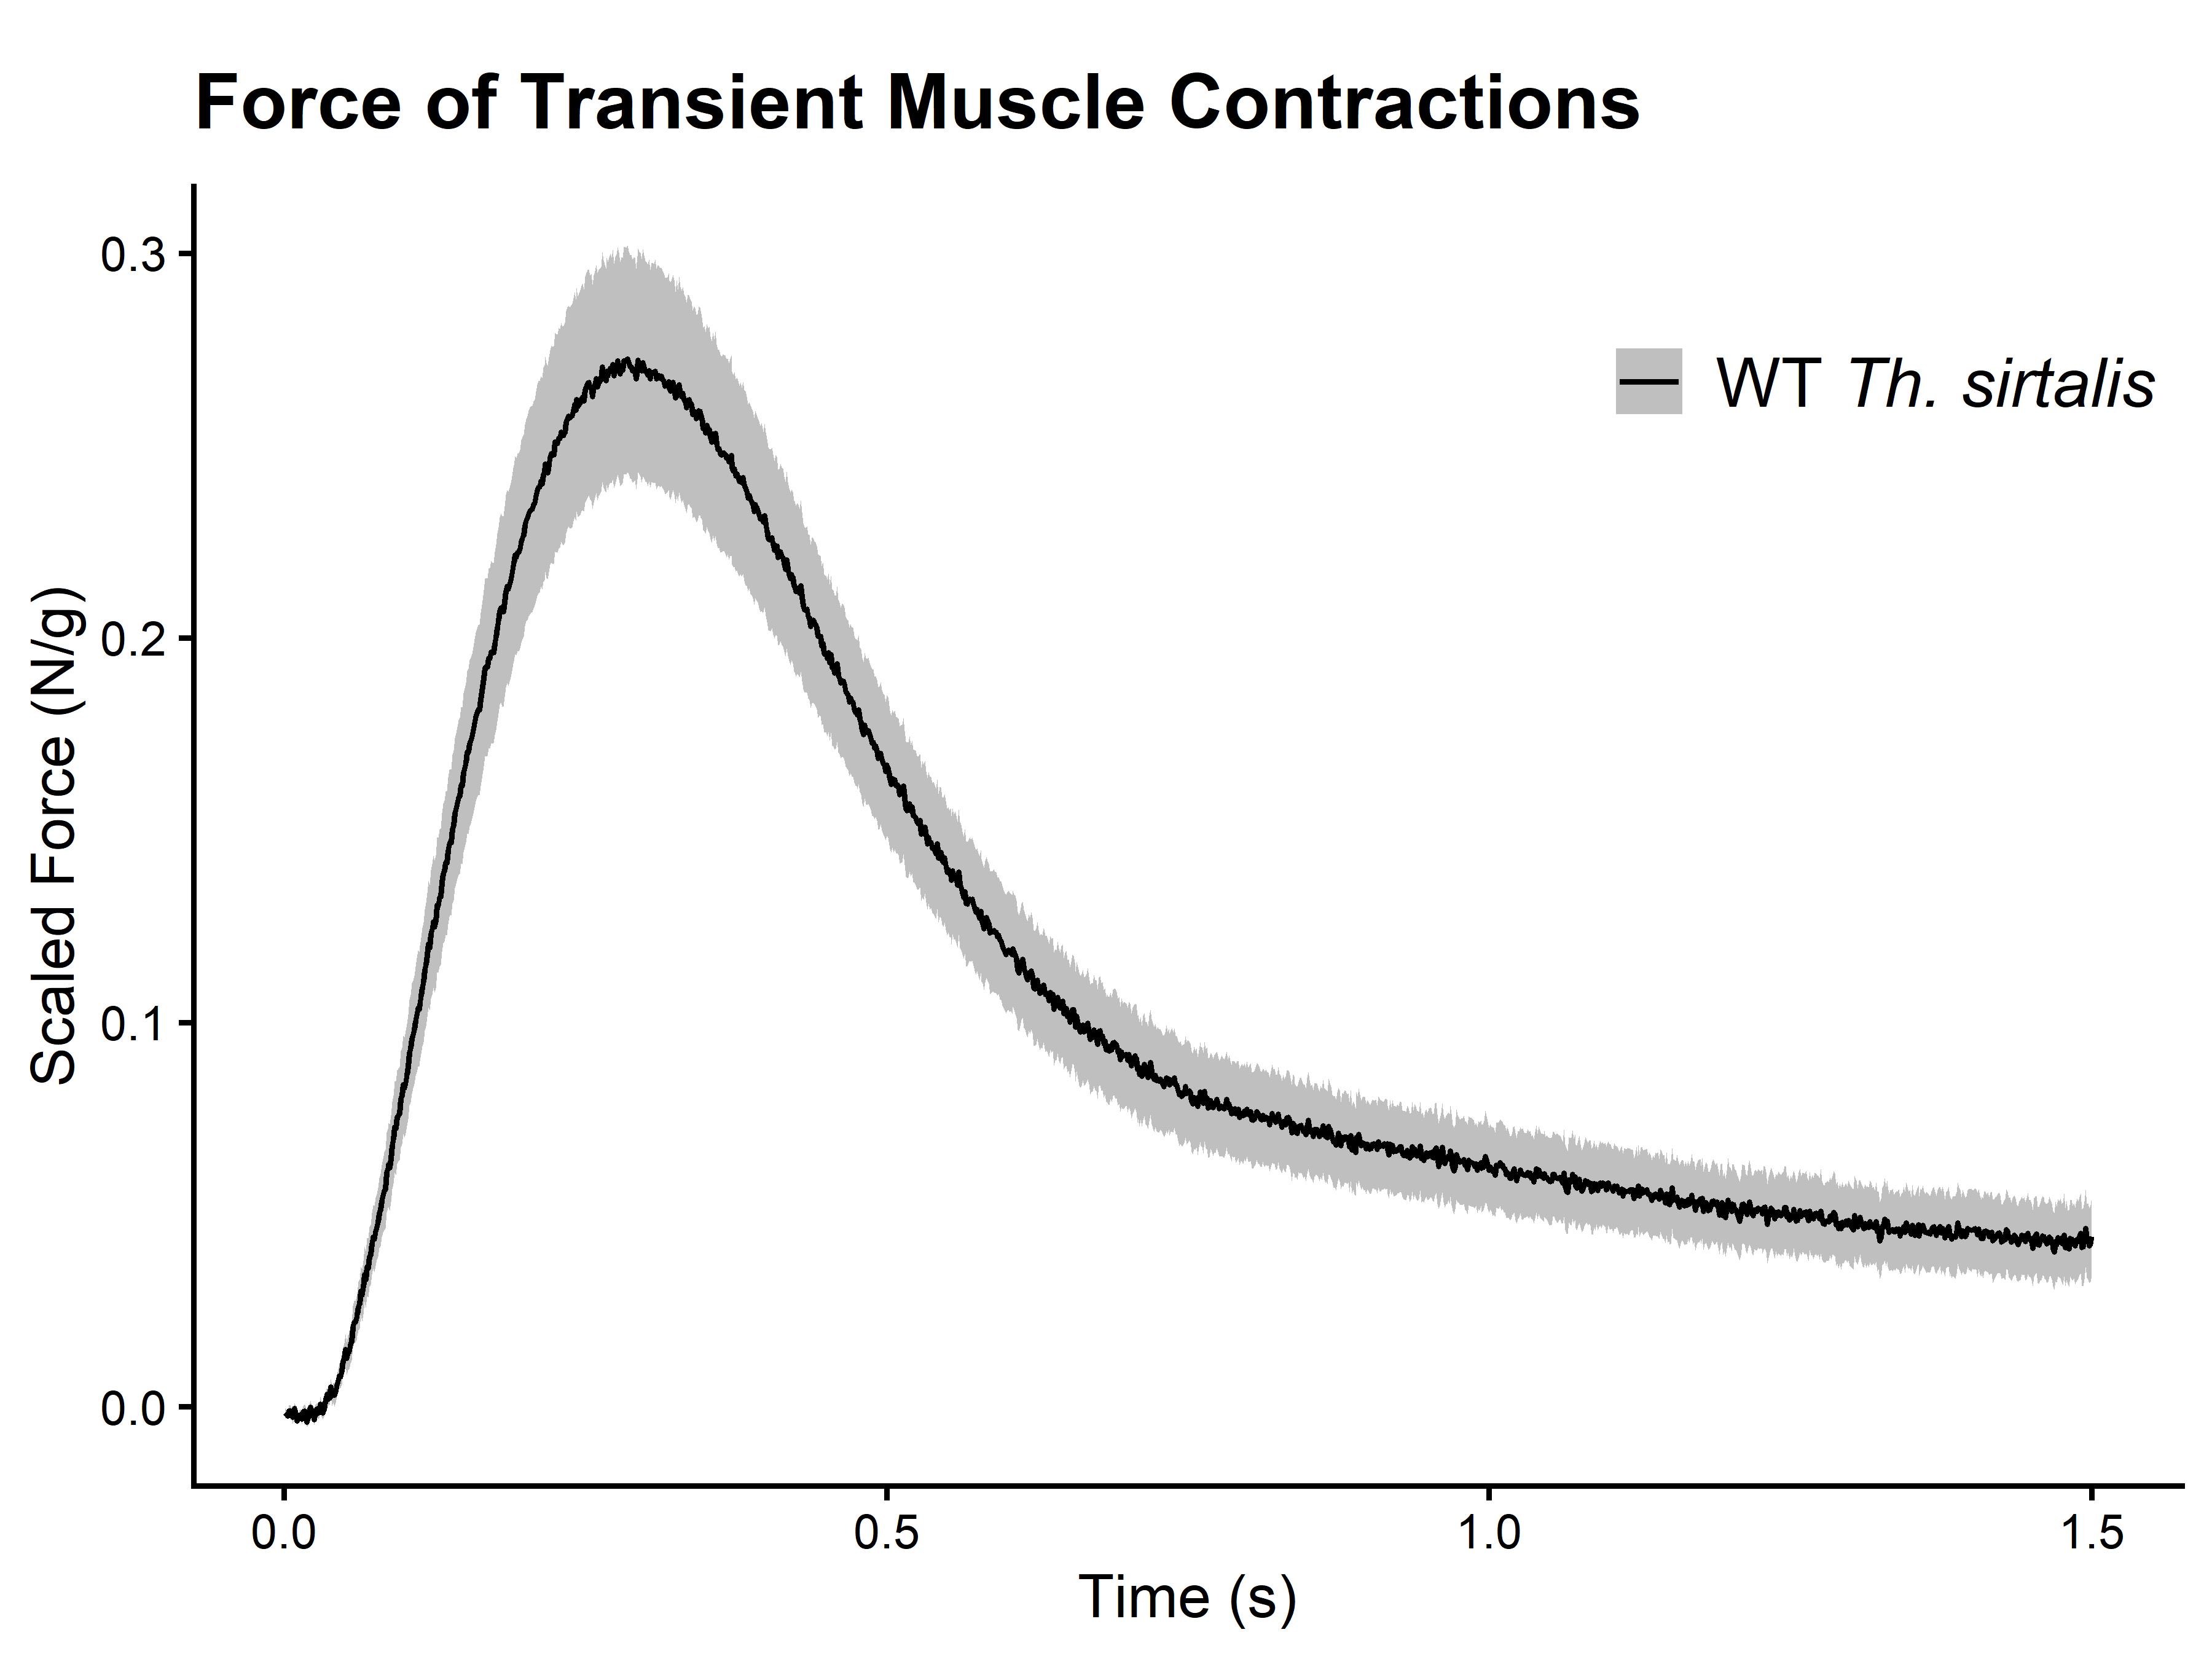 Force of Transient Muscle Contractions
Scaled Force (N/g)
0.3
0.2
0.1
0.0
WT Th. sirtalis
0.0 0.5 1.0 1.5
Time (s)